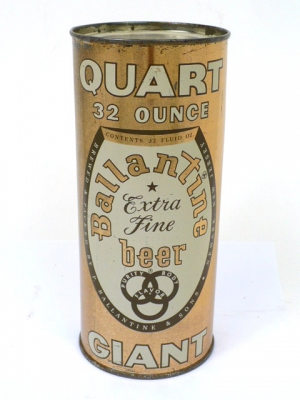 QUART
32 OUNCE
CONTENTS 32 FLUID OZ
Ballantine
Extra
Fine
beer
PURITY BODY
FLAVOR
P. BALLANTINE & SONS
GIANT